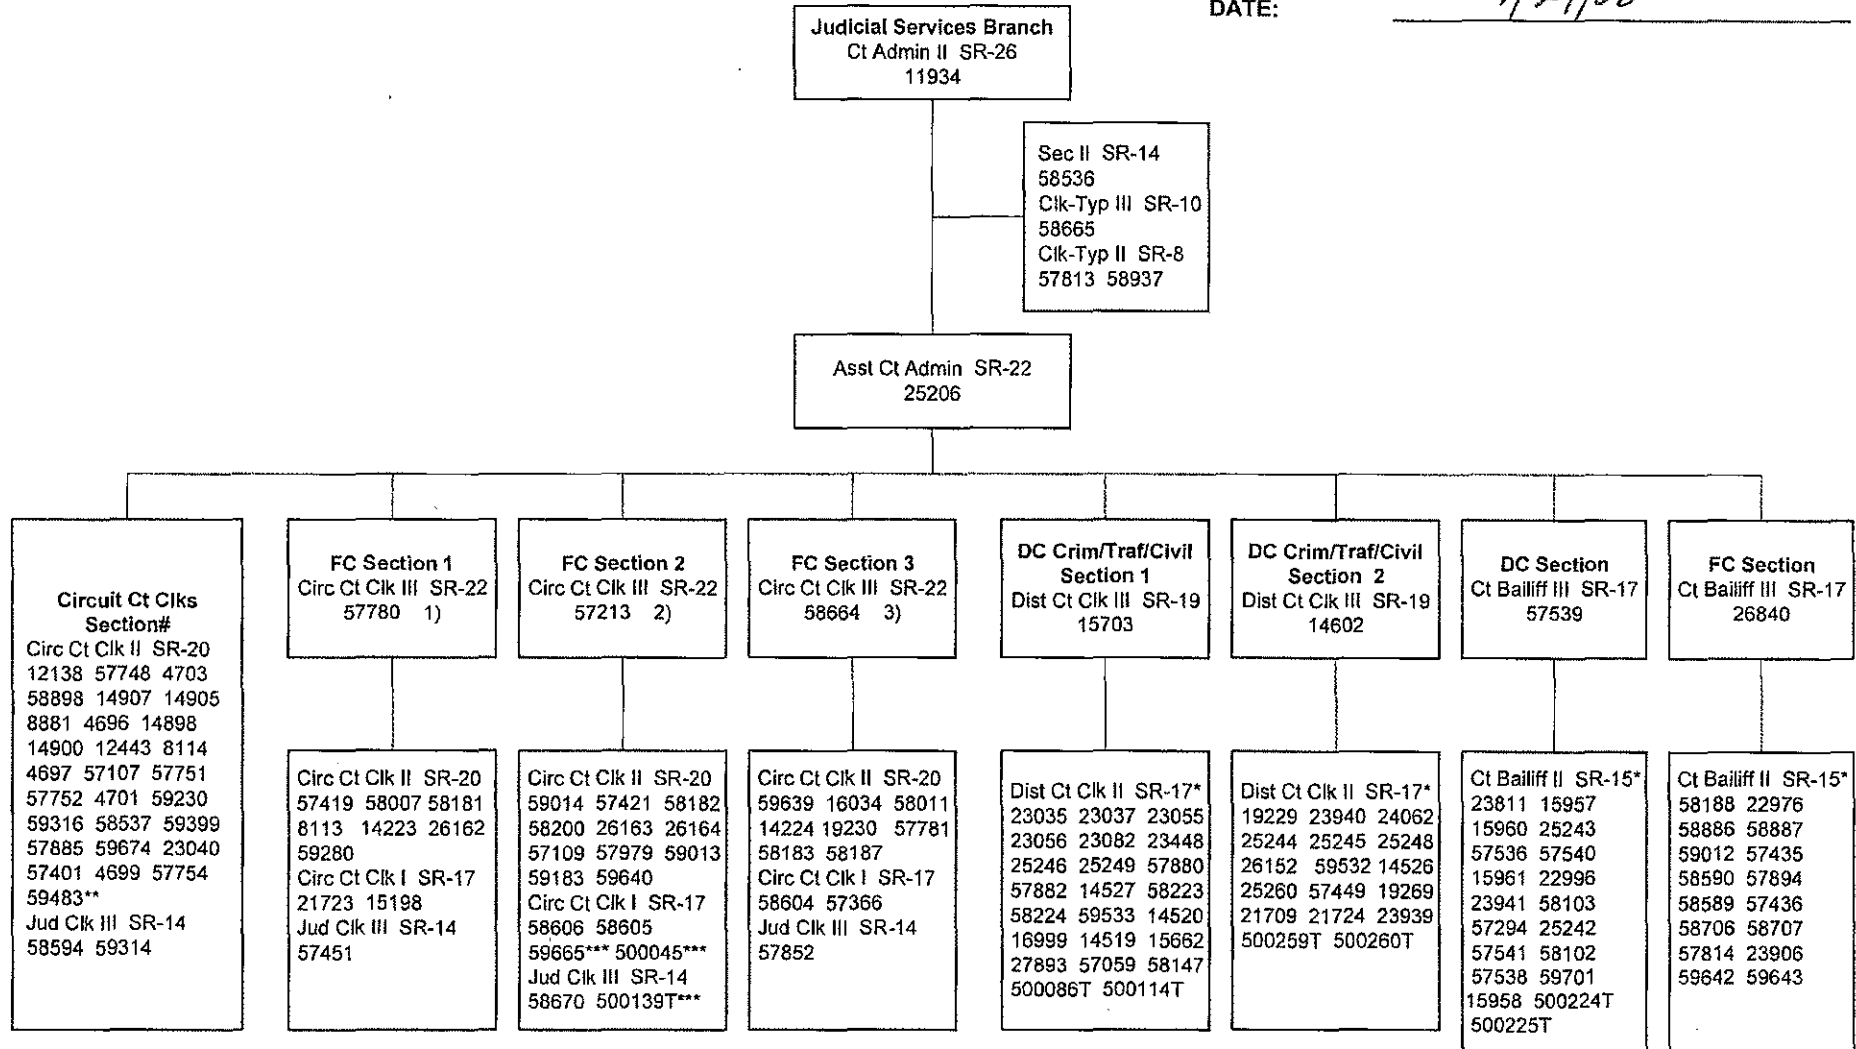 DATE:
Judicial Services Branch
Ct Admin II SR-26
11934
Sec II SR-14
58536
Clk-Typ III SR-10
58665
Clk-Typ II SR-8
57813 58937
Asst Ct Admin SR-22
25206
Circuit Ct Clks
Section#
Circ Ct Clk II SR-20
12138 57748 4703
58898 14907 14905
8881 4696 14898
14900 12443 8114
4697 57107 57751
57752 4701 59230
59316 58537 59399
57885 59674 23040
57401 4699 57754
59483**
Jud Clk III SR-14
58594 59314
FC Section 1
Circ Ct Clk III SR-22
57780 1)
Circ Ct Clk II SR-20
57419 58007 58181
8113 14223 26162
59280
Circ Ct Clk I SR-17
21723 15198
Jud Clk III SR-14
57451
FC Section 2
Circ Ct Clk III SR-22
57213 2)
Circ Ct Clk II SR-20
59014 57421 58182
58200 26163 26164
57109 57979 59013
59183 59640
Circ Ct Clk I SR-17
58606 58605
59665*** 500045***
Jud Clk III SR-14
58670 500139T***
FC Section 3
Circ Ct Clk III SR-22
58664 3)
Circ Ct Clk II SR-20
59639 16034 58011
14224 19230 57781
58183 58187
Circ Ct Clk I SR-17
58604 57366
Jud Clk III SR-14
57852
DC Crim/Traf/Civil
Section 1
Dist Ct Clk III SR-19
15703
Dist Ct Clk II SR-17*
23035 23037 23055
23056 23082 23448
25246 25249 57880
57882 14527 58223
58224 59533 14520
16999 14519 15662
27893 57059 58147
500086T 500114T
DC Crim/Traf/Civil
Section 2
Dist Ct Clk III SR-19
14602
Dist Ct Clk II SR-17*
19229 23940 24062
25244 25245 25248
26152 59532 14526
25260 57449 19269
21709 21724 23939
500259T 500260T
DC Section
Ct Bailiff III SR-17
57539
Ct Bailiff II SR-15*
23811 15957
15960 25243
57536 57540
15961 22996
23941 58103
57294 25242
57541 58102
57538 59701
15958 500224T
500225T
FC Section
Ct Bailiff III SR-17
26840
Ct Bailiff II SR-15*
58188 22976
58886 58887
59012 57435
58590 57894
58589 57436
58706 58707
57814 23906
59642 59643